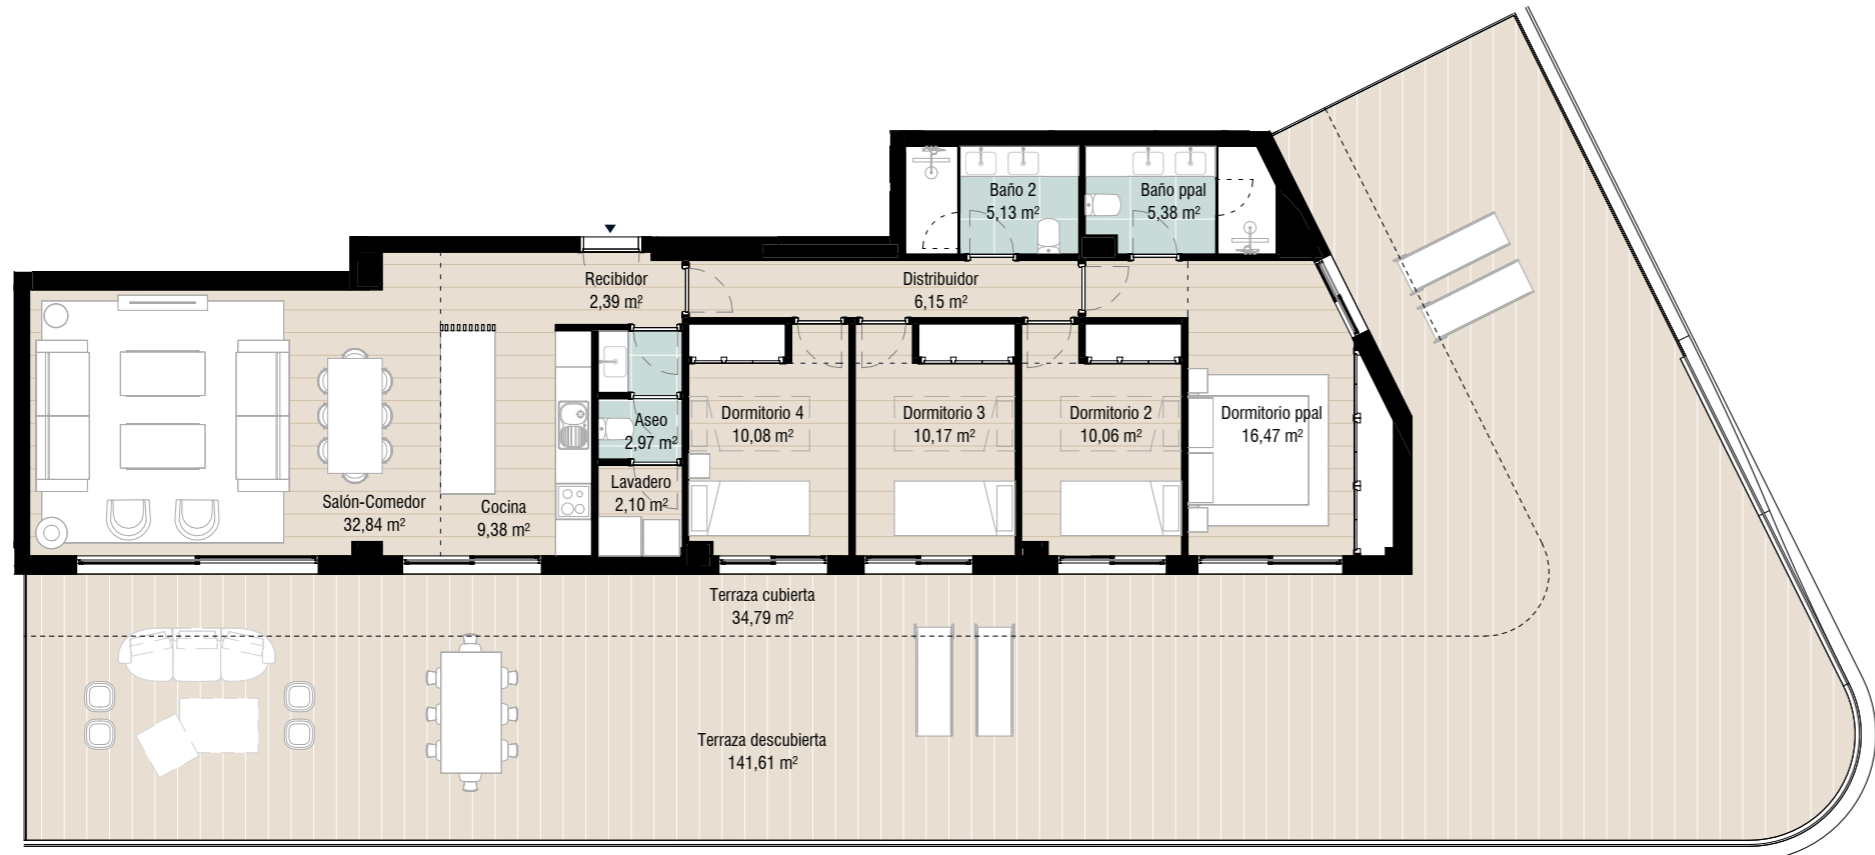 Baño 2
5,13 m²
Baño ppal
5,38 m²
Recibidor
2,39 m²
Distribuidor
6,15 m²
Aseo
2,97 m²
Dormitorio 4
10,08 m²
Dormitorio 3
10,17 m²
Dormitorio 2
10,06 m²
Dormitorio ppal
16,47 m²
Salón-Comedor
32,84 m²
Cocina
9,38 m²
Lavadero
2,10 m²
Terraza cubierta
34,79 m²
Terraza descubierta
141,61 m²